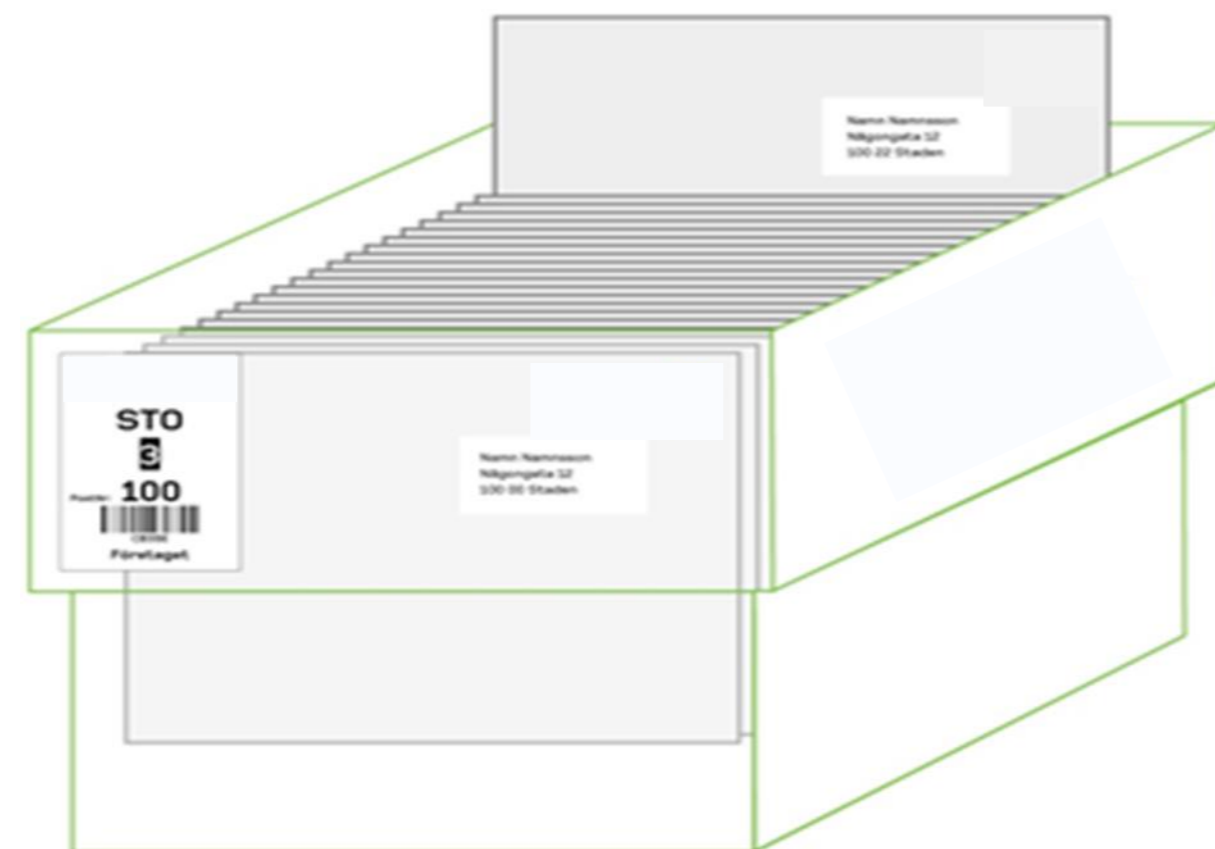 Namn Namnsson
Någongata 12
100 22 Staden
STO
3
100
Företaget
Namn Namnsson
Någongata 12
100 00 Staden